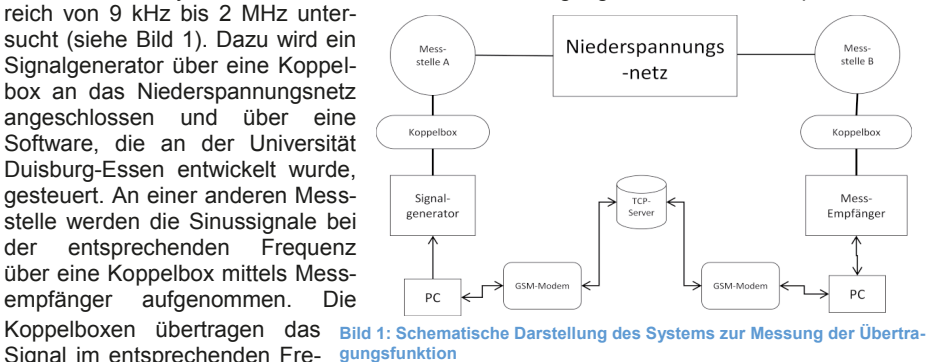 reich von 9 kHz bis 2 MHz unter-
sucht (siehe Bild 1). Dazu wird ein
Signalgenerator über eine Koppel-
box an das Niederspannungsnetz
angeschlossen und über eine
Software, die an der Universität
Duisburg-Essen entwickelt wurde,
gesteuert. An einer anderen Mess-
stelle werden die Sinussignale bei
der entsprechenden Frequenz
über eine Koppelbox mittels Mess-
empfänger aufgenommen. Die
Koppelboxen übertragen das
Signal im entsprechenden Fre-
Mess-
stelle A
Niederspannungs
-netz
Mess-
stelle B
Koppelbox
Koppelbox
Signal-
generator
TCP-
Server
Mess-
Empfänger
PC
GSM-Modem
GSM-Modem
PC
Bild 1: Schematische Darstellung des Systems zur Messung der Übertra-
gungsfunktion